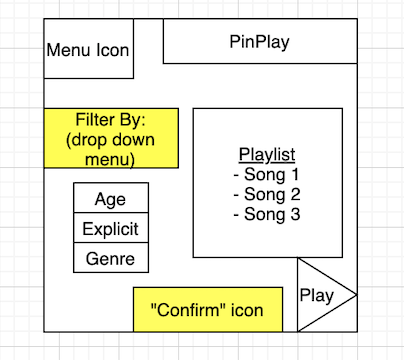 Menu Icon
PinPlay
Filter By:
(drop down
menu)
Age
Explicit
Genre
Playlist
- Song 1
- Song 2
- Song 3
Play
"Confirm" icon